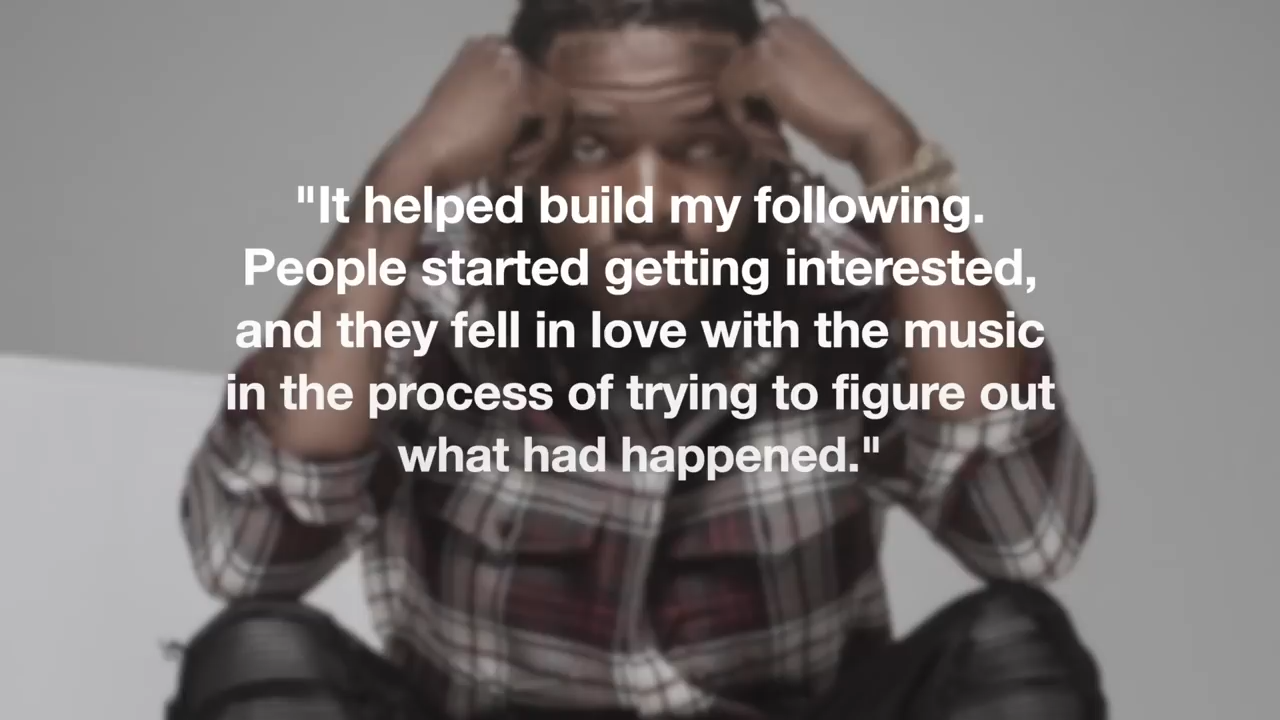 "It helped build my following.
People started getting interested,
and they fell in love with the music
in the process of trying to figure out
what had happened."